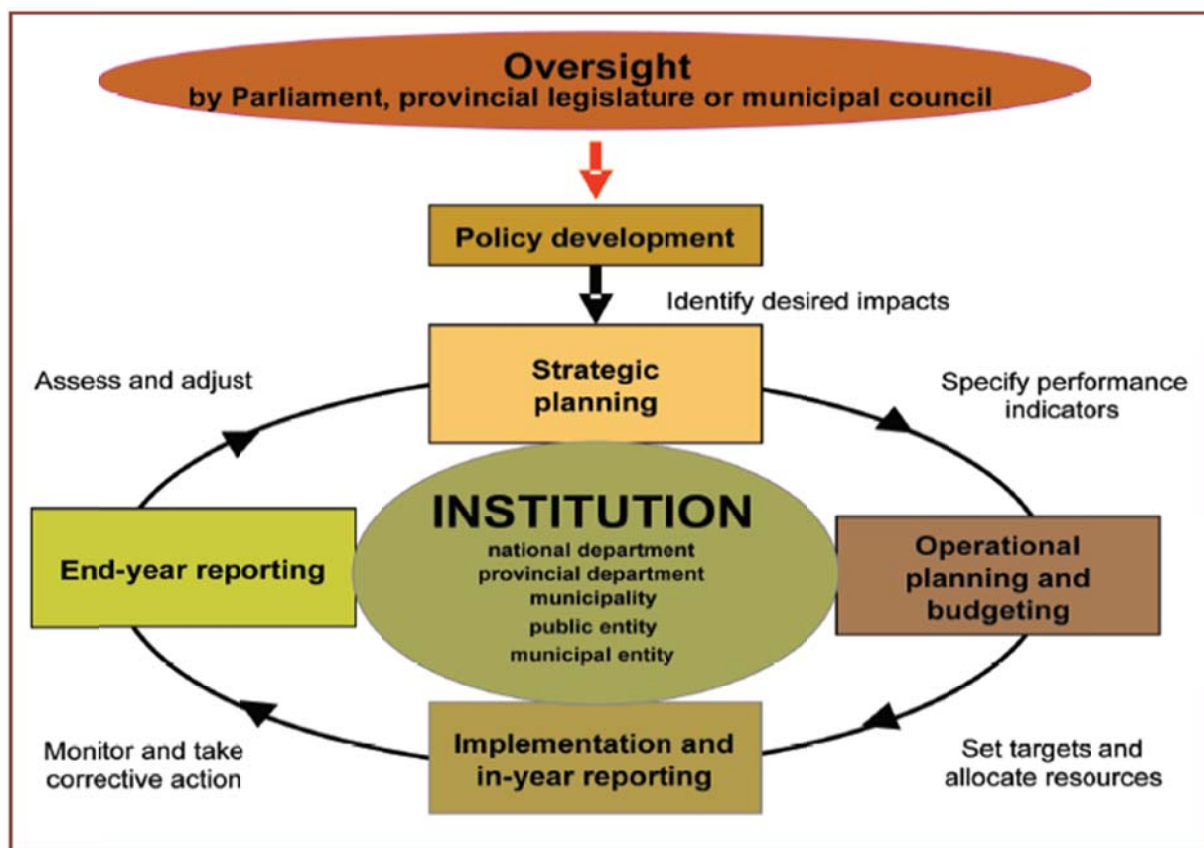 Oversight
by Parliament, provincial legislature or municipal council
Policy development
Identify desired impacts
Strategic
planning
Assess and adjust
Specify performance
indicators
INSTITUTION
national department
provincial department
municipality
public entity
municipal entity
End-year reporting
Operational
planning and
budgeting
Implementation and
in-year reporting
Monitor and take
corrective action
Set targets and
allocate resources